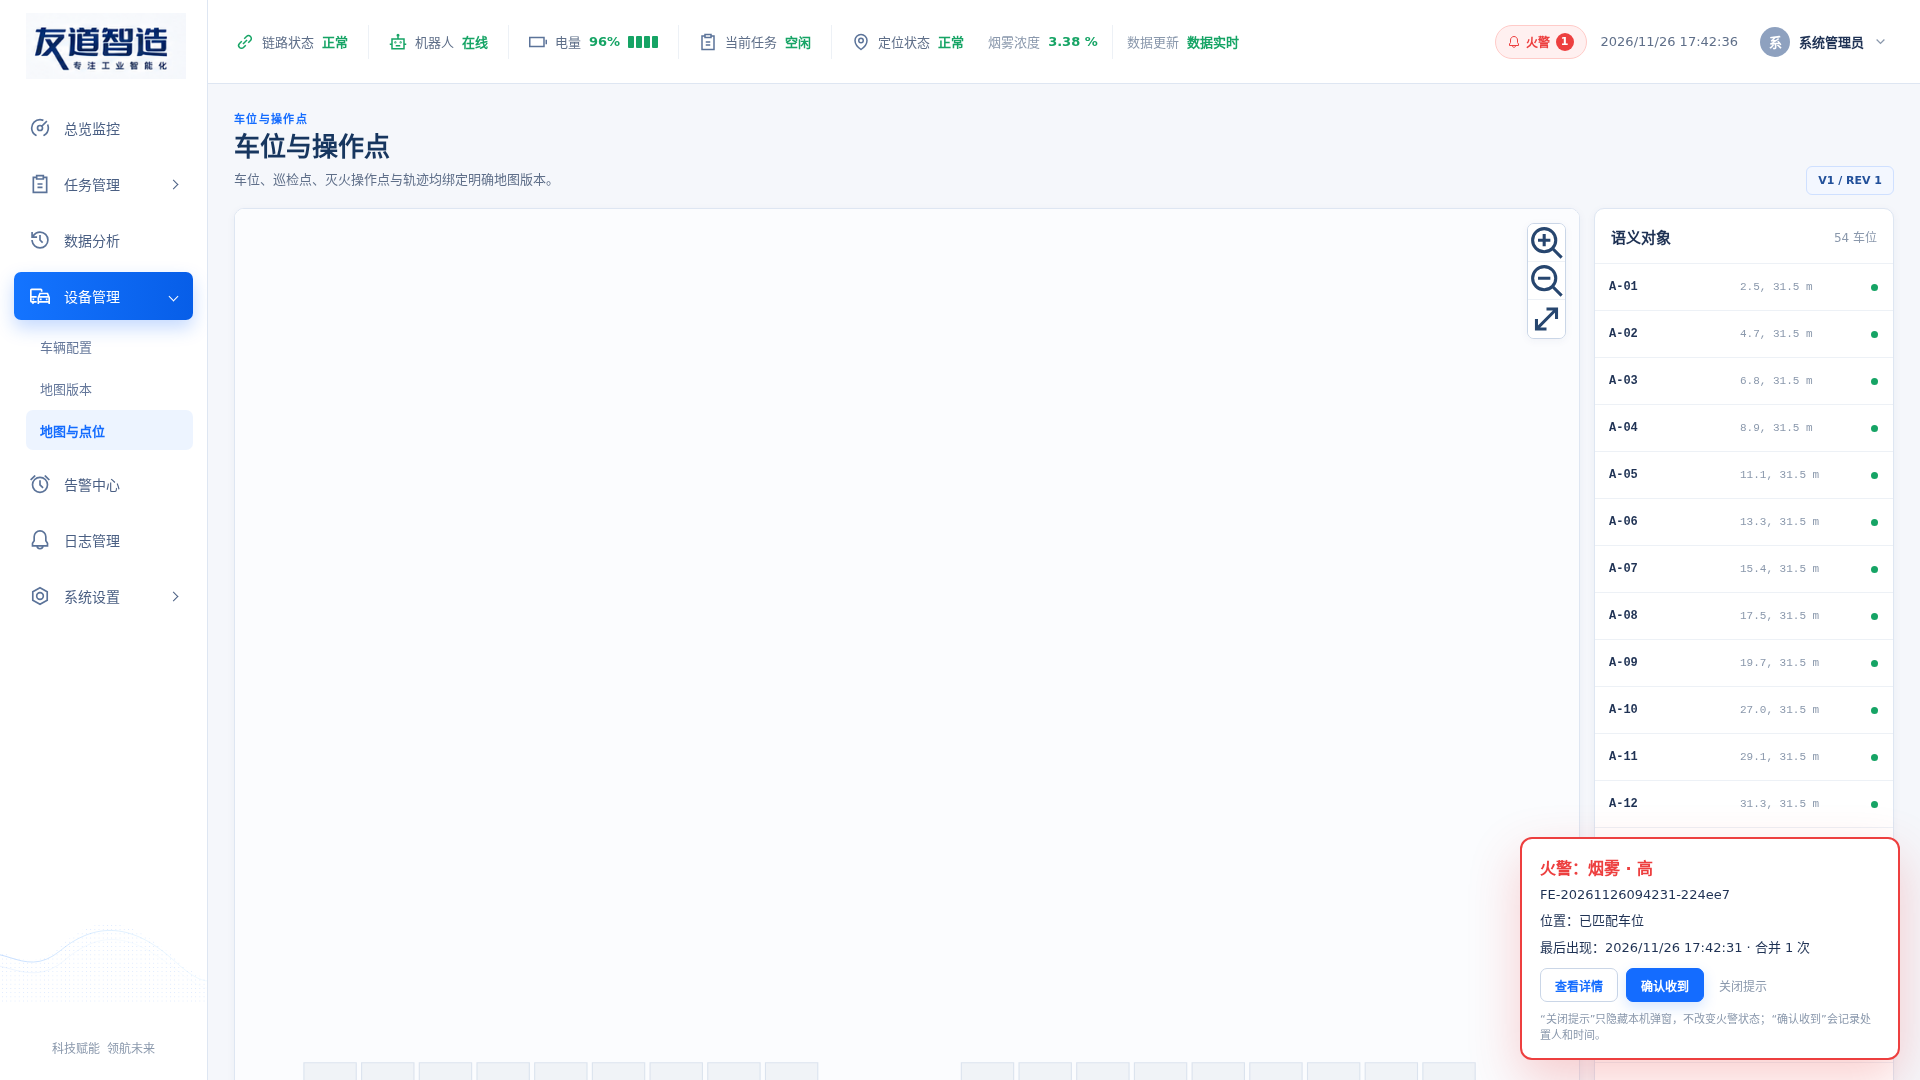 友道智造
专注工业智能化
链路状态 正常
机器人 在线
电量 96%
当前任务 空闲
定位状态 正常
烟雾浓度 3.38 %
数据更新 数据实时
火警 1
2026/11/26 17:42:36
系 系统管理员
总览监控
任务管理
数据分析
设备管理
车辆配置
地图版本
地图与点位
告警中心
日志管理
系统设置
科技赋能 领航未来
车位与操作点
车位与操作点
车位、巡检点、灭火操作点与轨迹均绑定明确地图版本。
V1 / REV 1
语义对象 54 车位
A-01 2.5, 31.5 m
A-02 4.7, 31.5 m
A-03 6.8, 31.5 m
A-04 8.9, 31.5 m
A-05 11.1, 31.5 m
A-06 13.3, 31.5 m
A-07 15.4, 31.5 m
A-08 17.5, 31.5 m
A-09 19.7, 31.5 m
A-10 27.0, 31.5 m
A-11 29.1, 31.5 m
A-12 31.3, 31.5 m
火警：烟雾 · 高
FE-20261126094231-224ee7
位置：已匹配车位
最后出现：2026/11/26 17:42:31 · 合并 1 次
查看详情 确认收到 关闭提示
“关闭提示”只隐藏本机弹窗，不改变火警状态；“确认收到”会记录处
置人和时间。